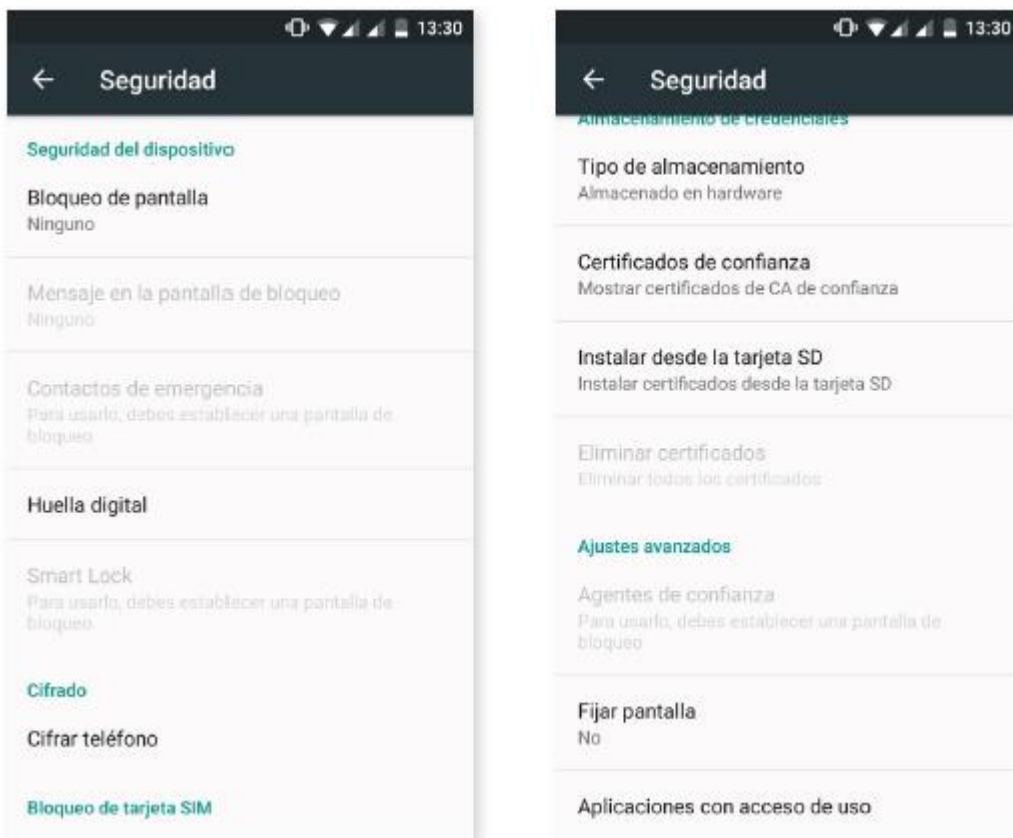 13:30
Seguridad
Seguridad del dispositivo
Bloqueo de pantalla
Ninguno
Mensaje en la pantalla de bloqueo
Ninguno
Contactos de emergencia
Para usarlo, debes establecer una pantalla de
bloqueo
Huella digital
Smart Lock
Para usarlo, debes establecer una pantalla de
bloqueo
Cifrado
Cifrar teléfono
Bloqueo de tarjeta SIM
13:30
Seguridad
Almacenamiento de credenciales
Tipo de almacenamiento
Almacenado en hardware
Certificados de confianza
Mostrar certificados de CA de confianza
Instalar desde la tarjeta SD
Instalar certificados desde la tarjeta SD
Eliminar certificados
Eliminar todos los certificados
Ajustes avanzados
Agentes de confianza
Para usarlo, debes establecer una pantalla de
bloqueo
Fijar pantalla
No
Aplicaciones con acceso de uso